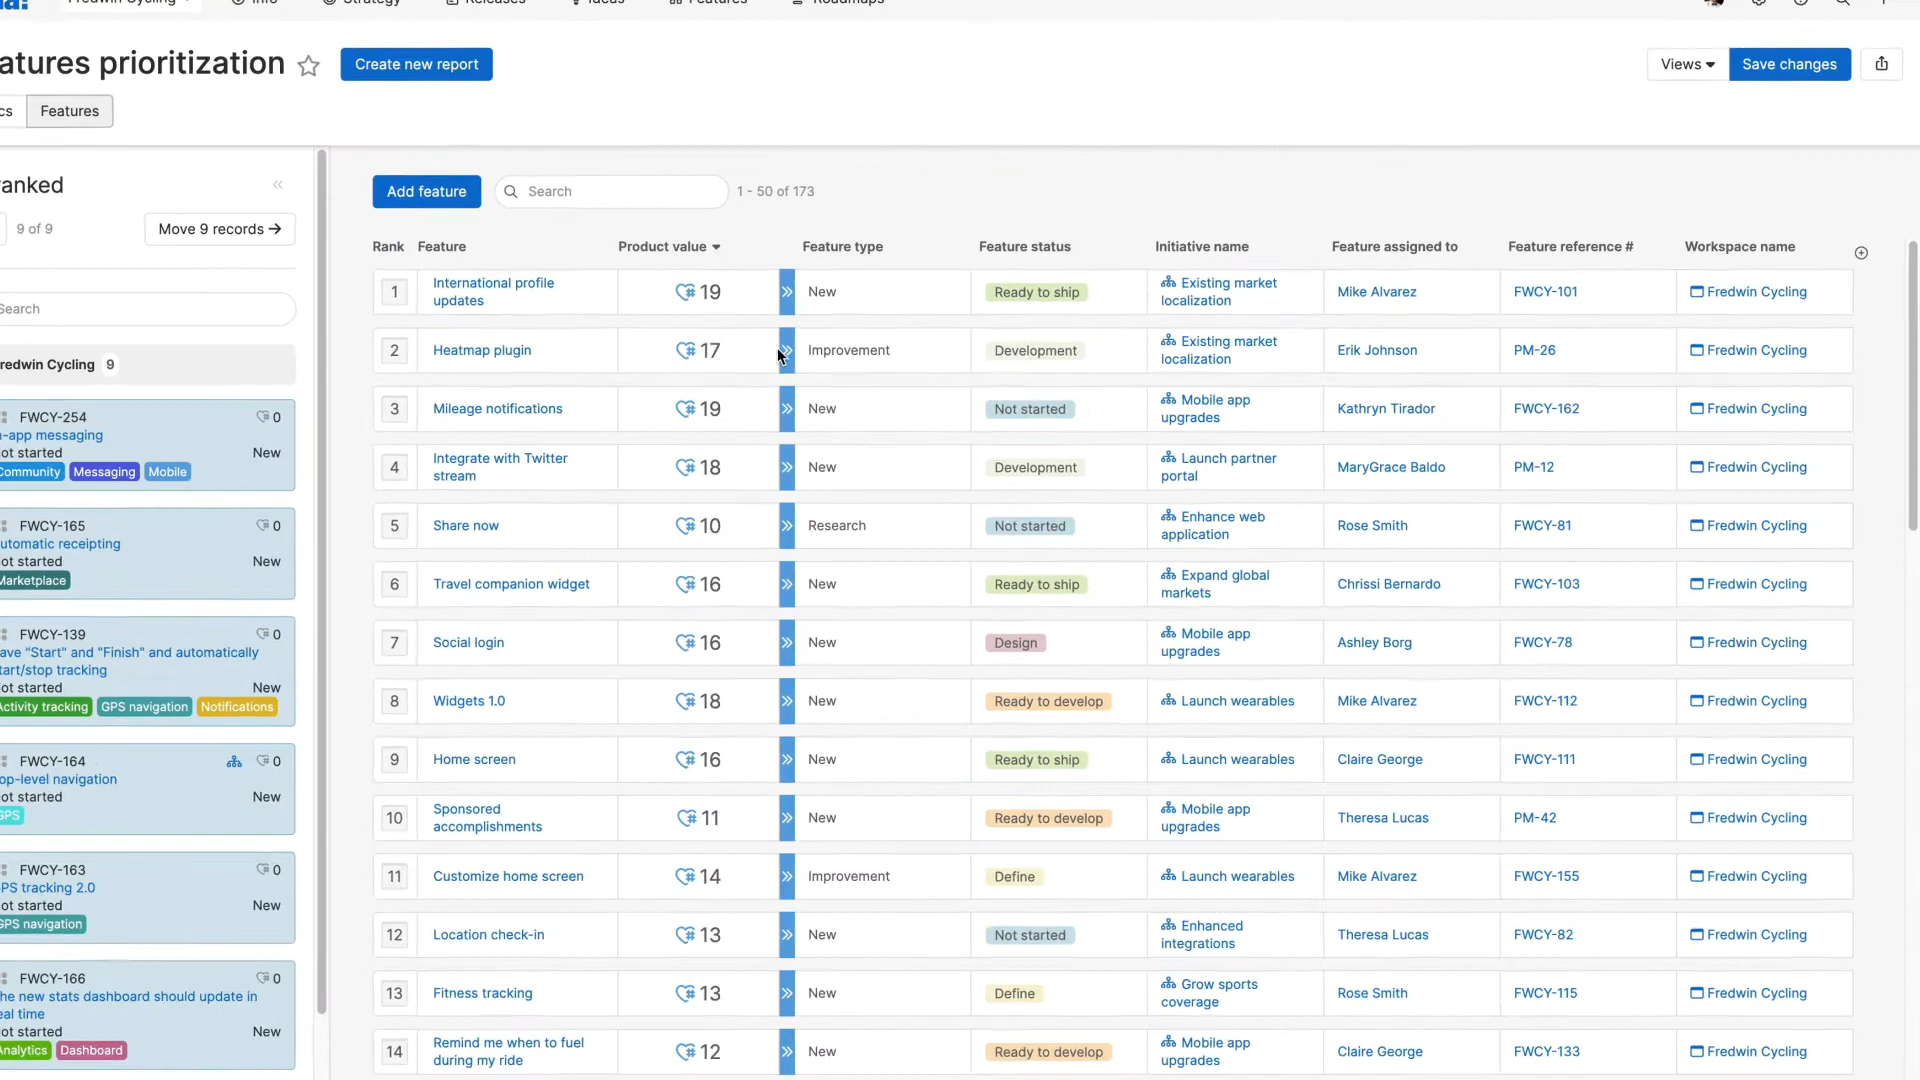 Fredwin Cycling Info Strategy Releases Ideas Features Roadmaps
atures prioritization Create new report Views Save changes
cs Features
anked
9 of 9 Move 9 records
Search
redwin Cycling 9
FWCY-254 0
-app messaging
ot started New
Community Messaging Mobile
FWCY-165 0
utomatic receipting
ot started New
Marketplace
FWCY-139 0
ave "Start" and "Finish" and automatically
tart/stop tracking
ot started New
Activity tracking GPS navigation Notifications
FWCY-164 0
op-level navigation
ot started New
GPS
FWCY-163 0
PS tracking 2.0
ot started New
GPS navigation
FWCY-166 0
he new stats dashboard should update in
eal time
ot started New
Analytics Dashboard
Add feature Search 1 - 50 of 173
Rank Feature Product value Feature type Feature status Initiative name Feature assigned to Feature reference # Workspace name
1 International profile updates 19 New Ready to ship Existing market localization Mike Alvarez FWCY-101 Fredwin Cycling
2 Heatmap plugin 17 Improvement Development Existing market localization Erik Johnson PM-26 Fredwin Cycling
3 Mileage notifications 19 New Not started Mobile app upgrades Kathryn Tirador FWCY-162 Fredwin Cycling
4 Integrate with Twitter stream 18 New Development Launch partner portal MaryGrace Baldo PM-12 Fredwin Cycling
5 Share now 10 Research Not started Enhance web application Rose Smith FWCY-81 Fredwin Cycling
6 Travel companion widget 16 New Ready to ship Expand global markets Chrissi Bernardo FWCY-103 Fredwin Cycling
7 Social login 16 New Design Mobile app upgrades Ashley Borg FWCY-78 Fredwin Cycling
8 Widgets 1.0 18 New Ready to develop Launch wearables Mike Alvarez FWCY-112 Fredwin Cycling
9 Home screen 16 New Ready to ship Launch wearables Claire George FWCY-111 Fredwin Cycling
10 Sponsored accomplishments 11 New Ready to develop Mobile app upgrades Theresa Lucas PM-42 Fredwin Cycling
11 Customize home screen 14 Improvement Define Launch wearables Mike Alvarez FWCY-155 Fredwin Cycling
12 Location check-in 13 New Not started Enhanced integrations Theresa Lucas FWCY-82 Fredwin Cycling
13 Fitness tracking 13 New Define Grow sports coverage Rose Smith FWCY-115 Fredwin Cycling
14 Remind me when to fuel during my ride 12 New Ready to develop Mobile app upgrades Claire George FWCY-133 Fredwin Cycling